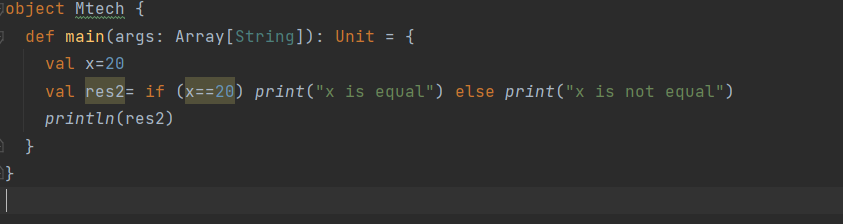 object Mtech {
def main(args: Array[String]): Unit = {
val x=20
val res2= if (x==20) print("x is equal") else print("x is not equal")
println(res2)
}
}